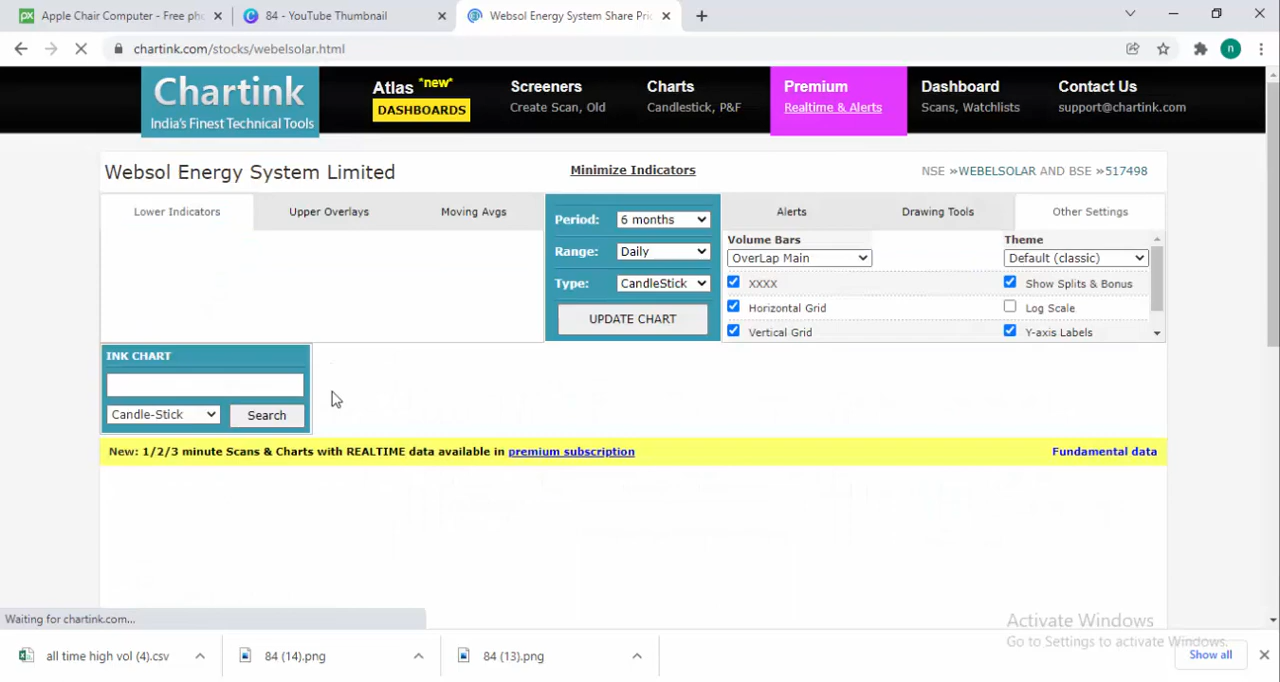 Apple Chair Computer - Free pho
84 - YouTube Thumbnail
Websol Energy System Share Pric
chartink.com/stocks/webelsolar.html
n
Chartink
India's Finest Technical Tools
Atlas *new*
DASHBOARDS
Screeners
Create Scan, Old
Charts
Candlestick, P&F
Premium
Realtime & Alerts
Dashboard
Scans, Watchlists
Contact Us
support@chartink.com
Websol Energy System Limited
Minimize Indicators
NSE »WEBELSOLAR AND BSE »517498
Lower Indicators
Upper Overlays
Moving Avgs
Period: 6 months
Range: Daily
Type: CandleStick
UPDATE CHART
Alerts
Drawing Tools
Other Settings
Volume Bars
OverLap Main
XXXX
Horizontal Grid
Vertical Grid
Theme
Default (classic)
Show Splits & Bonus
Log Scale
Y-axis Labels
INK CHART
Candle-Stick
Search
New: 1/2/3 minute Scans & Charts with REALTIME data available in premium subscription
Fundamental data
Waiting for chartink.com...
Activate Windows
Go to Settings to activate Windows.
all time high vol (4).csv
84 (14).png
84 (13).png
Show all